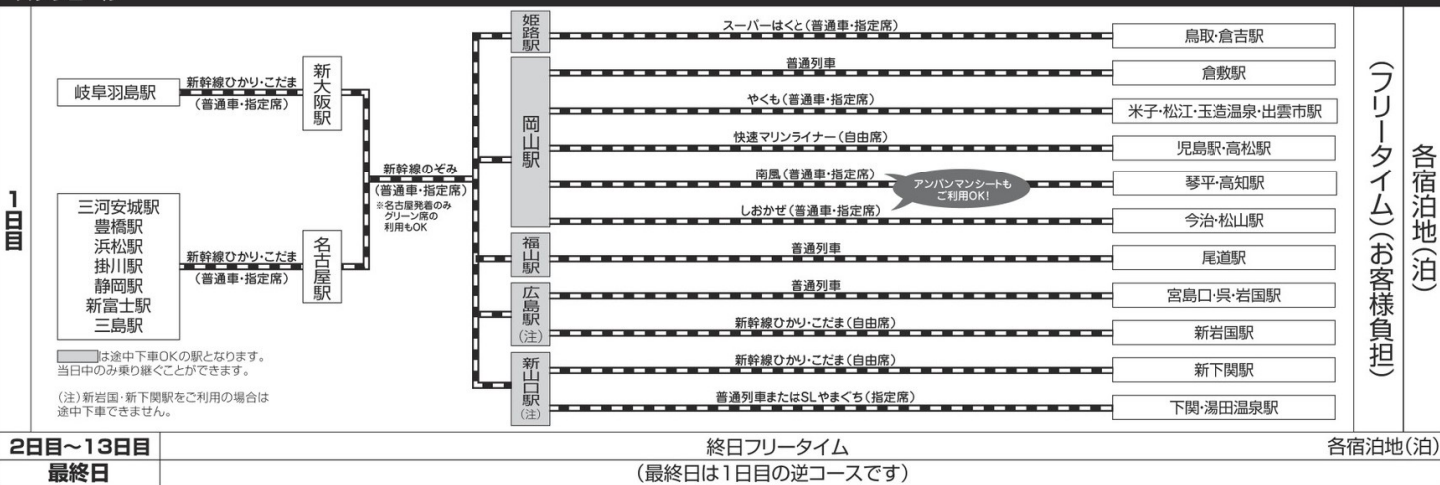 1日目
岐阜羽島駅
新幹線ひかり・こだま
(普通車・指定席)
新大阪駅
三河安城駅
豊橋駅
浜松駅
掛川駅
静岡駅
新富士駅
三島駅
新幹線ひかり・こだま
(普通車・指定席)
名古屋駅
新幹線のぞみ
(普通車・指定席)
※名古屋発着のみ
グリーン席の
利用もOK
姫路駅
スーパーはくと(普通車・指定席)
鳥取・倉吉駅
岡山駅
普通列車
倉敷駅
やくも(普通車・指定席)
米子・松江・玉造温泉・出雲市駅
快速マリンライナー(自由席)
児島駅・高松駅
南風(普通車・指定席)
アンパンマンシートも
ご利用OK!
琴平・高知駅
しおかぜ(普通車・指定席)
今治・松山駅
福山駅
普通列車
尾道駅
広島駅
(注)
普通列車
宮島口・呉・岩国駅
新幹線ひかり・こだま(自由席)
新岩国駅
新山口駅
(注)
新幹線ひかり・こだま(自由席)
新下関駅
普通列車またはSLやまぐち(指定席)
下関・湯田温泉駅
(フリータイム)(お客様負担)
各宿泊地(泊)
は途中下車OKの駅となります。
当日中のみ乗り継ぐことができます。
(注)新岩国・新下関駅をご利用の場合は
途中下車できません。
2日目～13日目
終日フリータイム
各宿泊地(泊)
最終日
(最終日は1日目の逆コースです)